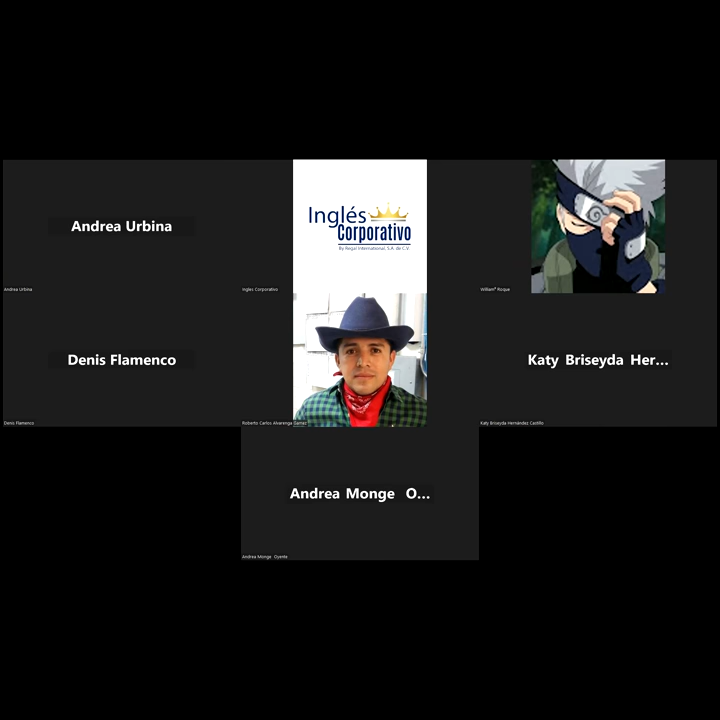 Andrea Urbina
Andrea Urbina
Inglés
Corporativo
By Regal International, S.A. de C.V.
Ingles Corporativo
William° Roque
Denis Flamenco
Denis Flamenco
Roberto Carlos Alvarenga
Katy Briseyda Her...
Katy Briseyda Hernández Castillo
Andrea Monge O...
Andrea Monge Oyente